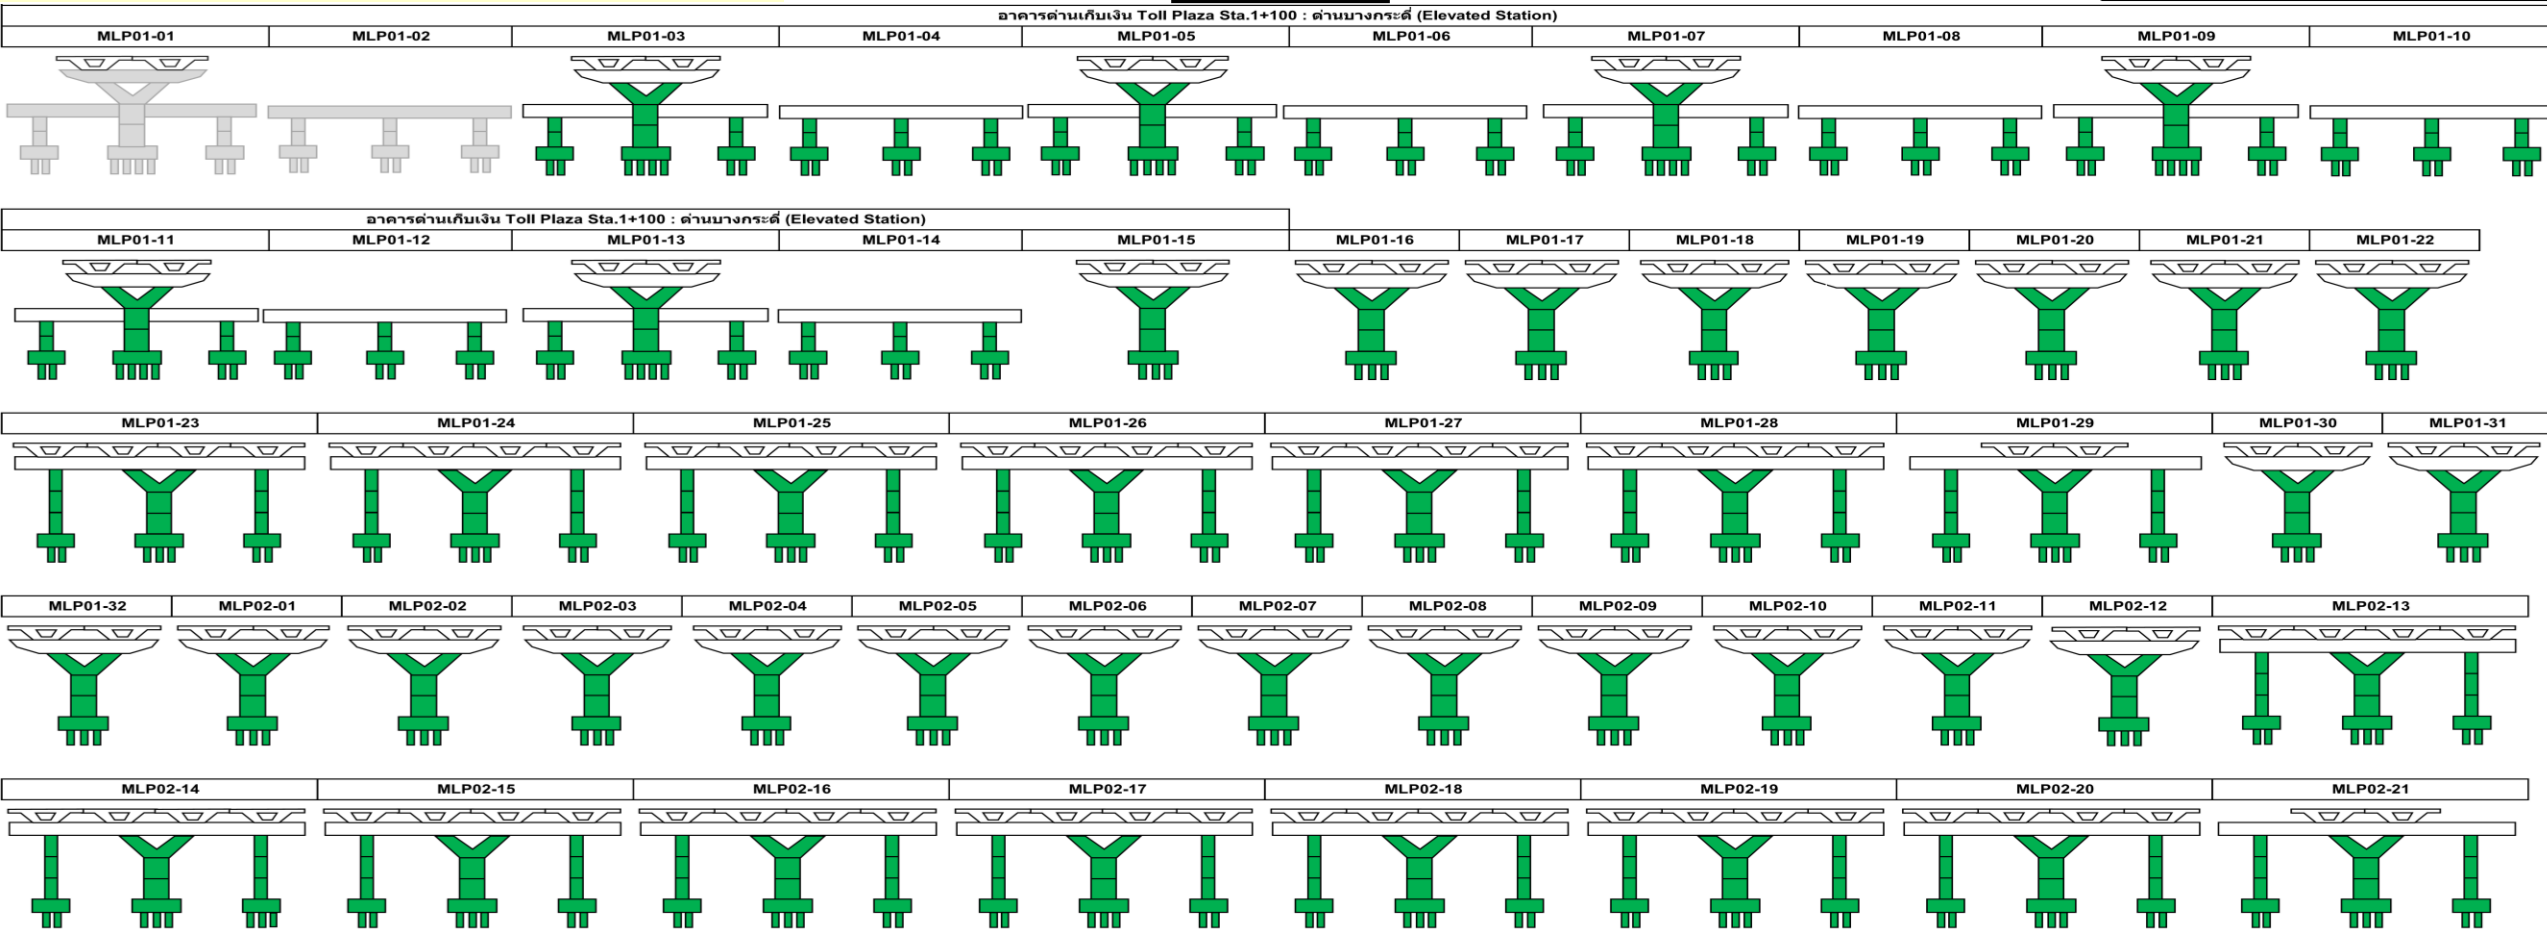 อาคารด่านเก็บเงิน Toll Plaza Sta.1+100 : ด่านบางกระดี่ (Elevated Station)
MLP01-01 MLP01-02 MLP01-03 MLP01-04 MLP01-05 MLP01-06 MLP01-07 MLP01-08 MLP01-09 MLP01-10
อาคารด่านเก็บเงิน Toll Plaza Sta.1+100 : ด่านบางกระดี่ (Elevated Station)
MLP01-11 MLP01-12 MLP01-13 MLP01-14 MLP01-15 MLP01-16 MLP01-17 MLP01-18 MLP01-19 MLP01-20 MLP01-21 MLP01-22
MLP01-23 MLP01-24 MLP01-25 MLP01-26 MLP01-27 MLP01-28 MLP01-29 MLP01-30 MLP01-31
MLP01-32 MLP02-01 MLP02-02 MLP02-03 MLP02-04 MLP02-05 MLP02-06 MLP02-07 MLP02-08 MLP02-09 MLP02-10 MLP02-11 MLP02-12 MLP02-13
MLP02-14 MLP02-15 MLP02-16 MLP02-17 MLP02-18 MLP02-19 MLP02-20 MLP02-21